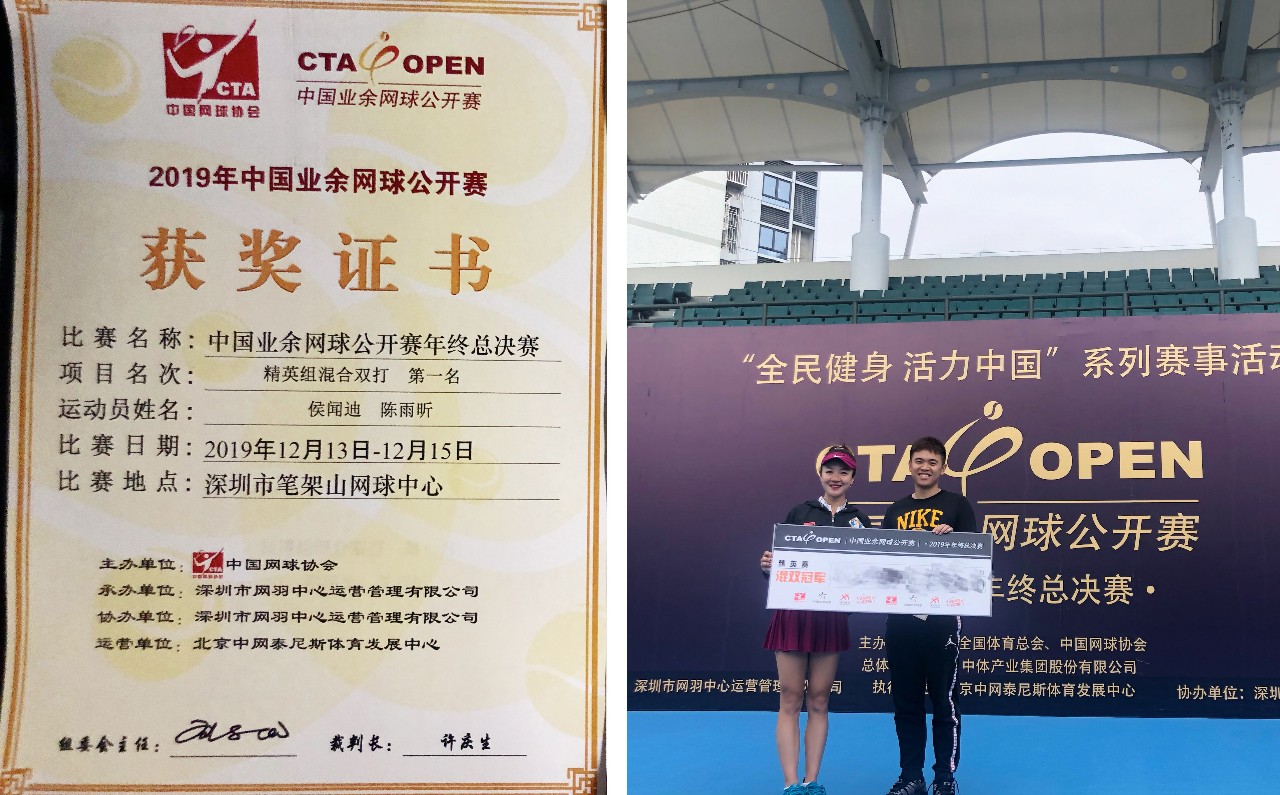 CTA
中国网球协会
CTA OPEN
中国业余网球公开赛
2019年中国业余网球公开赛
获奖证书
比赛名称：中国业余网球公开赛年终总决赛
项目名次：精英组混合双打 第一名
运动员姓名：侯闻迪 陈雨昕
比赛日期：2019年12月13日-12月15日
比赛地点：深圳市笔架山网球中心
主办单位：中国网球协会
承办单位：深圳市网羽中心运营管理有限公司
协办单位：深圳市网羽中心运营管理有限公司
运营单位：北京中网泰尼斯体育发展中心
组委会主任：
裁判长：许庆生
“全民健身 活力中国”系列赛事活动
CTA OPEN
网球公开赛
年终总决赛·
主办
全国体育总会、中国网球协会
总体
中体产业集团股份有限公司
深圳市网羽中心运营管
公司
执行
京中网泰尼斯体育发展中心
协办单位：深圳
NIKE
CTA OPEN 中国业余网球公开赛 ·2019年年终总决赛
精英赛
混双冠军